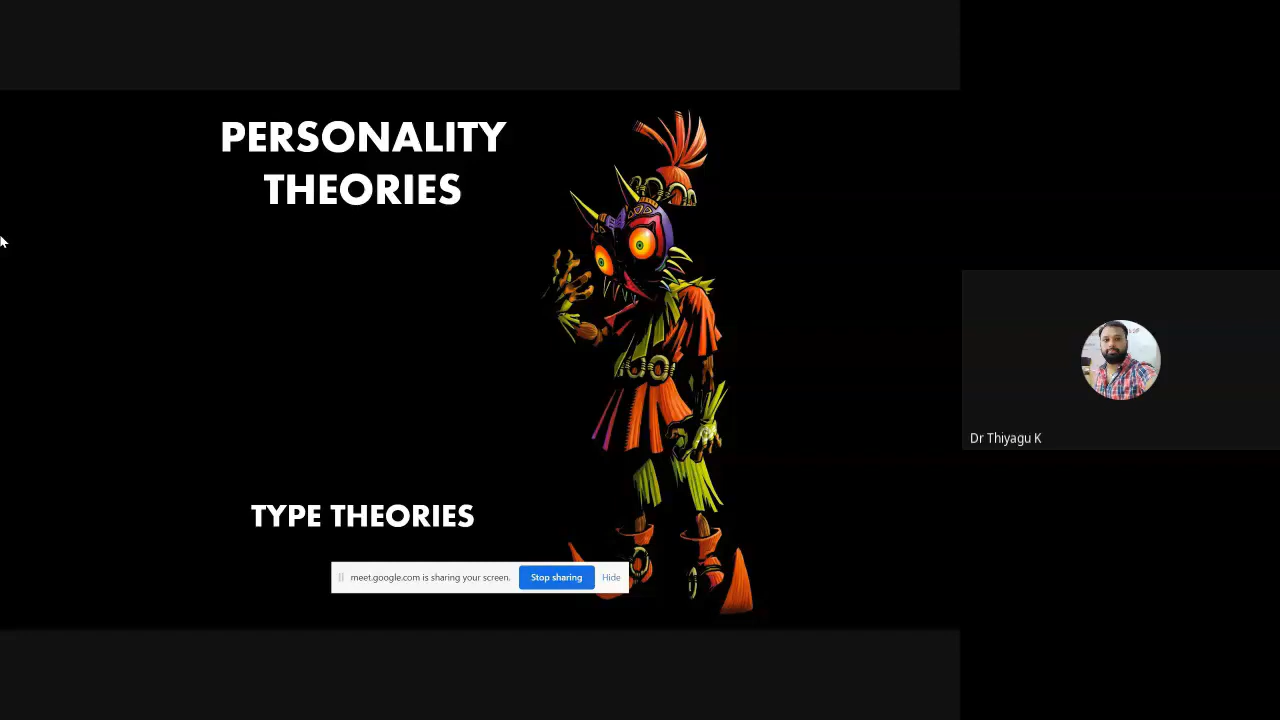 PERSONALITY
THEORIES
TYPE THEORIES
meet.google.com is sharing your screen.
Stop sharing
Hide
Dr Thiyagu K